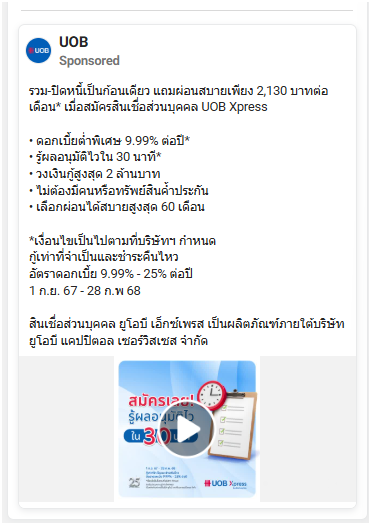 UOB
Sponsored
รวม-ปิดหนี้เป็นก้อนเดียว แถมผ่อนสบายเพียง 2,130 บาทต่อ
เดือน* เมื่อสมัครสินเชื่อส่วนบุคคล UOB Xpress
• ดอกเบี้ยต่ำพิเศษ 9.99% ต่อปี*
• รู้ผลอนุมัติไวใน 30 นาที*
• วงเงินกู้สูงสุด 2 ล้านบาท
• ไม่ต้องมีคนหรือทรัพย์สินค้ำประกัน
• เลือกผ่อนได้สบายสูงสุด 60 เดือน
*เงื่อนไขเป็นไปตามที่บริษัทฯ กำหนด
กู้เท่าที่จำเป็นและชำระคืนไหว
อัตราดอกเบี้ย 9.99% - 25% ต่อปี
1 ก.ย. 67 - 28 ก.พ 68
สินเชื่อส่วนบุคคล ยูโอบี เอ็กซ์เพรส เป็นผลิตภัณฑ์ภายใต้บริษัท
ยูโอบี แคปปิตอล เซอร์วิสเซส จำกัด
สมัครเลย!
รู้ผลอนุมัติไว
ใน 30
25
UOB Xpress